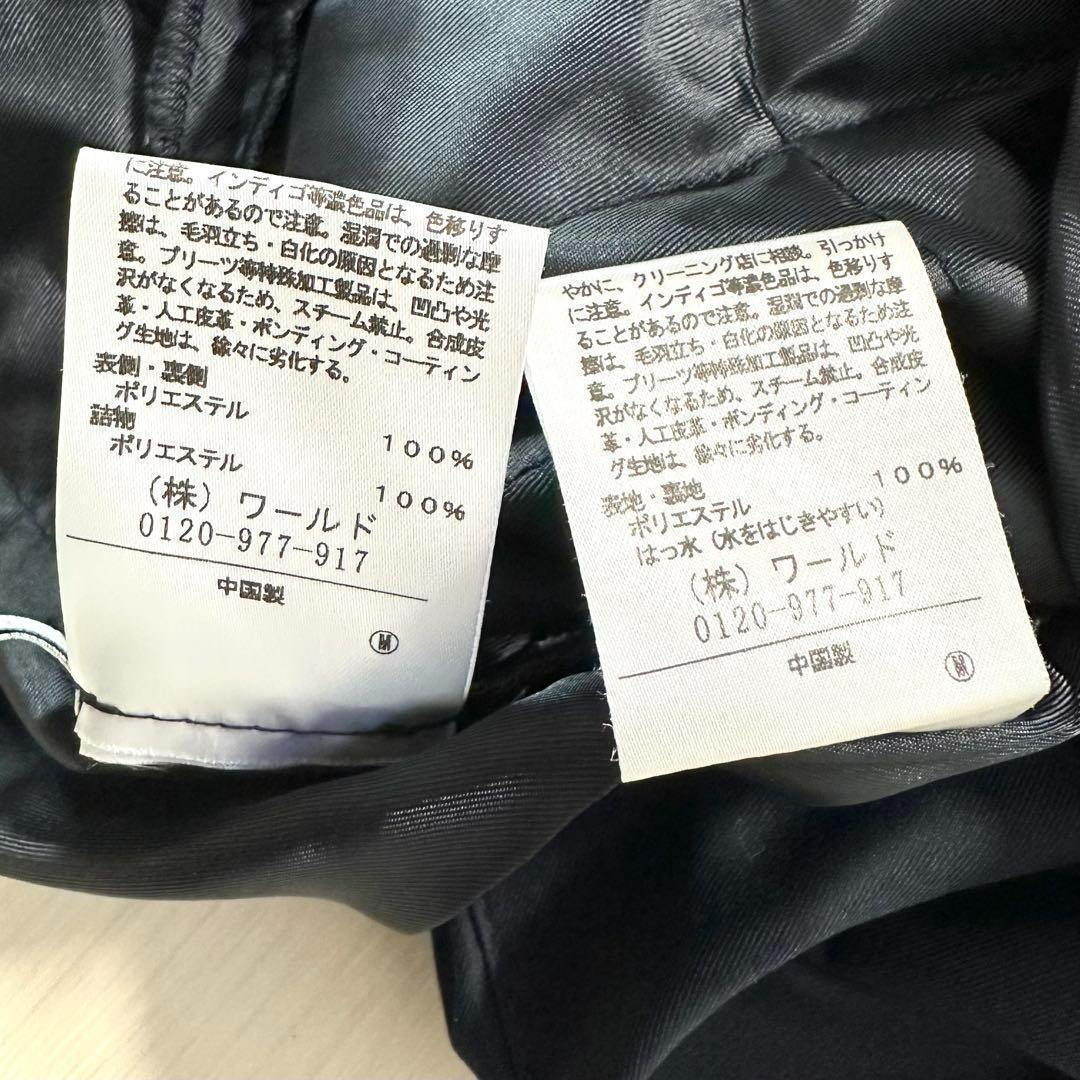 に注意。インディゴ等濃色品は、色移りす
ることがあるので注意。湿潤での過剰な摩
擦は、毛羽立ち・白化の原因となるため注
意。プリーツ等特殊加工製品は、凹凸や光
沢がなくなるため、スチーム禁止。合成皮
革・人工皮革・ボンディング・コーティン
グ生地は、徐々に劣化する。
表側・裏側
ポリエステル 100%
詰物
ポリエステル 100%
(株) ワールド
0120-977-917
中国製
M
やかに、クリーニング店に相談。引っかけ
に注意。インディゴ等濃色品は、色移りす
ることがあるので注意。湿潤での過剰な摩
擦は、毛羽立ち・白化の原因となるため注
意。プリーツ等特殊加工製品は、凹凸や光
沢がなくなるため、スチーム禁止。合成皮
革・人工皮革・ボンディング・コーティン
グ生地は、徐々に劣化する。
表地・裏地
ポリエステル 100%
はっ水 (水をはじきやすい)
(株) ワールド
0120-977-917
中国製